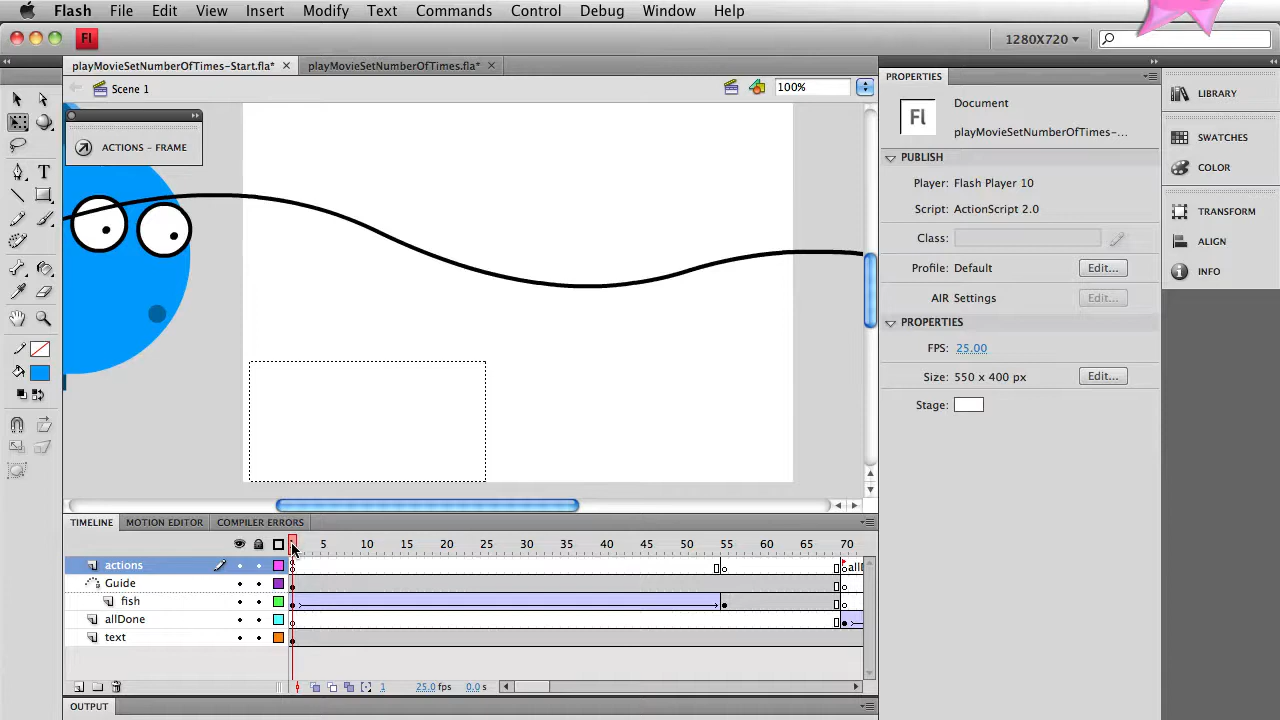 Flash File Edit View Insert Modify Text Commands Control Debug Window Help
Fl 1280X720
playMovieSetNumberOfTimes-Start.fla* playMovieSetNumberOfTimes.fla*
Scene 1 100%
ACTIONS - FRAME
T
PROPERTIES
Fl
Document
playMovieSetNumberOfTimes-...
PUBLISH
Player: Flash Player 10
Script: ActionScript 2.0
Class:
Profile: Default Edit...
AIR Settings Edit...
PROPERTIES
FPS: 25.00
Size: 550 x 400 px Edit...
Stage:
LIBRARY
SWATCHES
COLOR
TRANSFORM
ALIGN
INFO
TIMELINE MOTION EDITOR COMPILER ERRORS
5 10 15 20 25 30 35 40 45 50 55 60 65 70
actions
Guide
fish
allDone
text
1 25.0 fps 0.0 s
OUTPUT